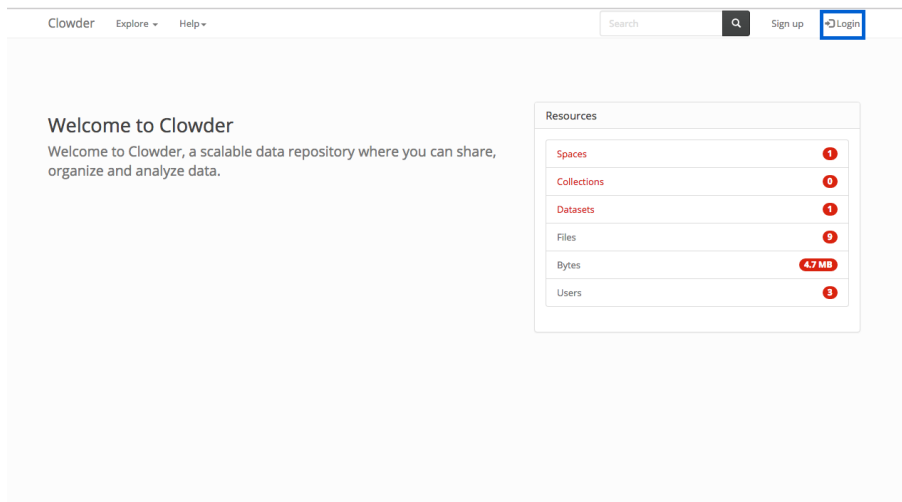 Clowder Explore Help Search Sign up Login
Welcome to Clowder
Welcome to Clowder, a scalable data repository where you can share,
organize and analyze data.
Resources
Spaces 1
Collections 0
Datasets 1
Files 9
Bytes 4.7 MB
Users 3